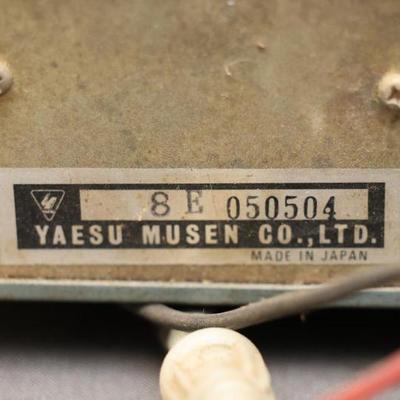 8E 050504
YAESU MUSEN CO.,LTD.
MADE IN JAPAN